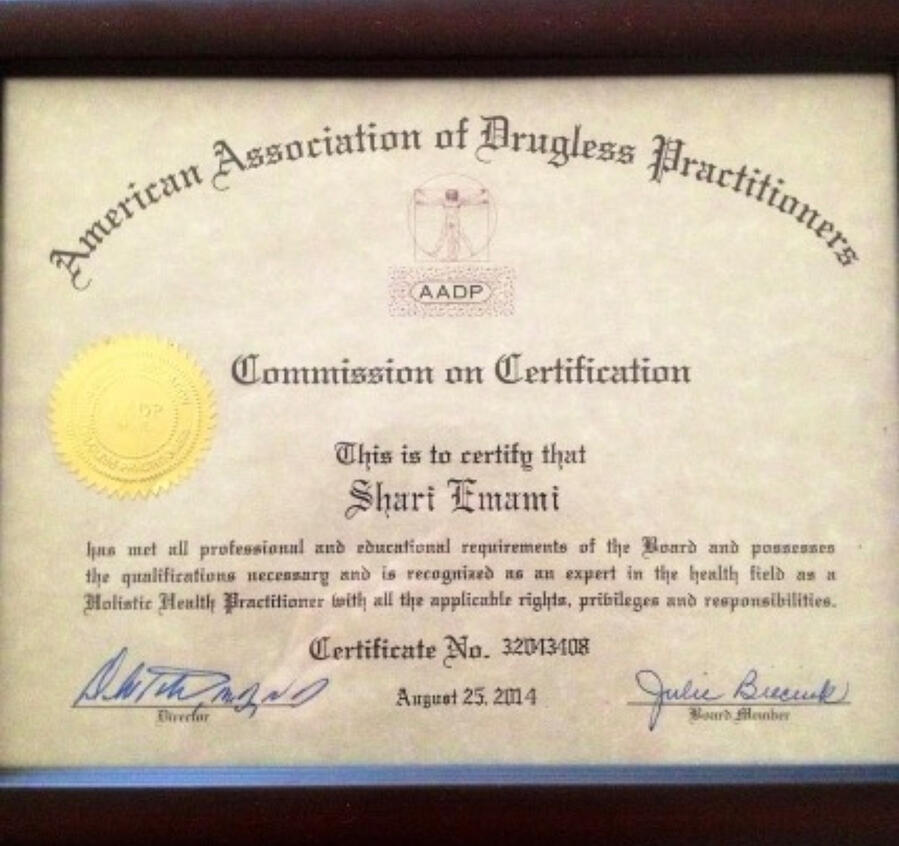 American Association of Drugless Practitioners
AADP
Commission on Certification
This is to certify that
Shari Emami
has met all professional and educational requirements of the Board and possesses
the qualifications necessary and is recognized as an expert in the health field as a
Holistic Health Practitioner with all the applicable rights, privileges and responsibilities.
Certificate No. 32043408
August 25, 2014
Director
Julie
Board Member